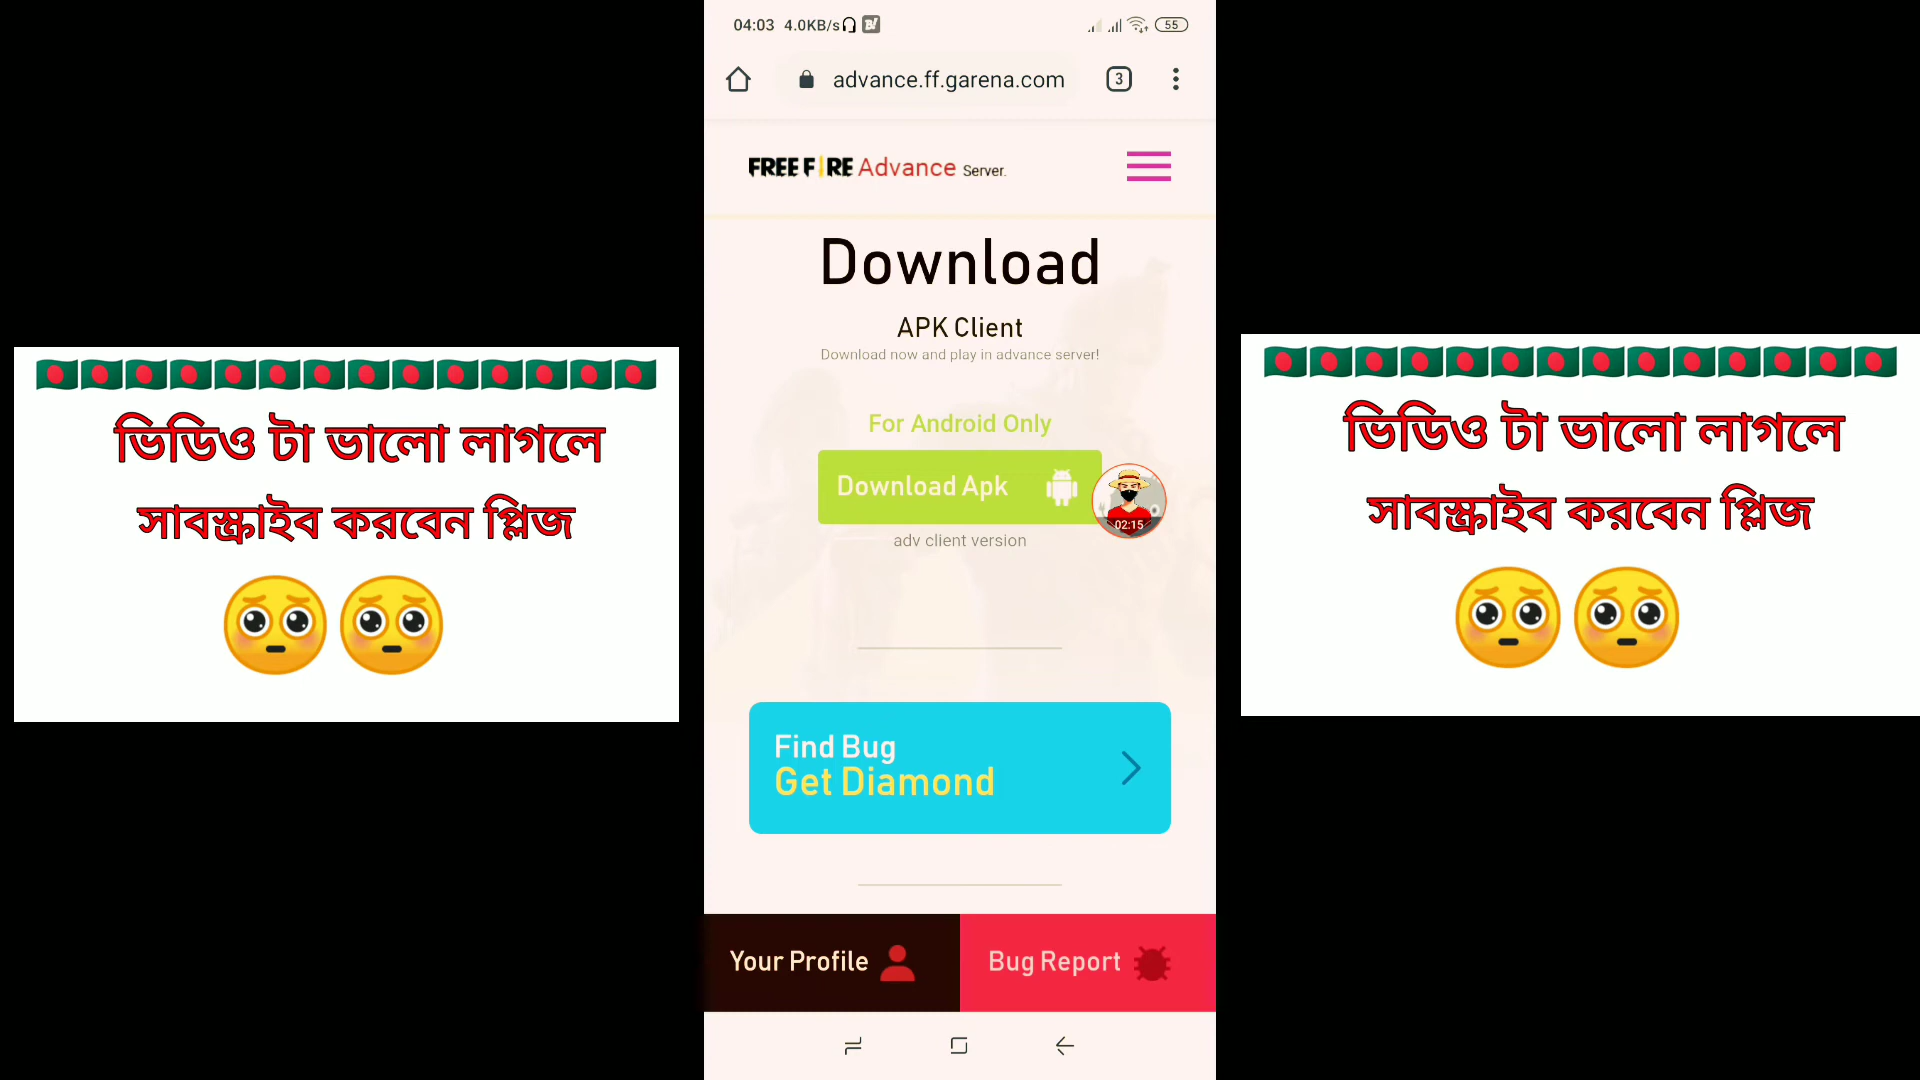 04:03 4.0KB/s 55
advance.ff.garena.com 3
FREE FIRE Advance Server.
Download
APK Client
Download now and play in advance server!
For Android Only
Download Apk
02:15
adv client version
Find Bug
Get Diamond
Your Profile
Bug Report
ভিডিও টা ভালো লাগলে
সাবস্ক্রাইব করবেন প্লিজ
ভিডিও টা ভালো লাগলে
সাবস্ক্রাইব করবেন প্লিজ